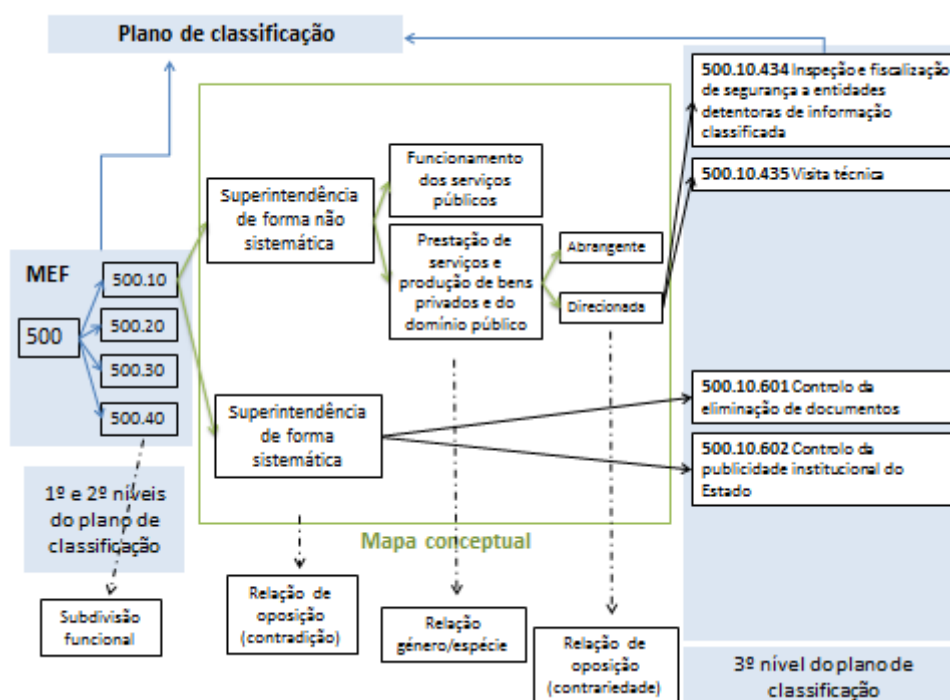 Plano de classificação
500.10.434 Inspeção e fiscalização
de segurança a entidades
detentoras de informação
classificada
500.10.435 Visita técnica
Funcionamento
dos serviços
públicos
Superintendência
de forma não
sistemática
Prestação de
serviços e
produção de bens
privados e do
domínio público
Abrangente
Direcionada
MEF
500
500.10
500.20
500.30
500.40
Superintendência
de forma
sistemática
500.10.601 Controlo da
eliminação de documentos
500.10.602 Controlo da
publicidade institucional do
Estado
1º e 2º níveis
do plano de
classificação
Mapa conceptual
Subdivisão
funcional
Relação de
oposição
(contradição)
Relação
género/espécie
Relação de
oposição
(contrariedade)
3º nível do plano de
classificação